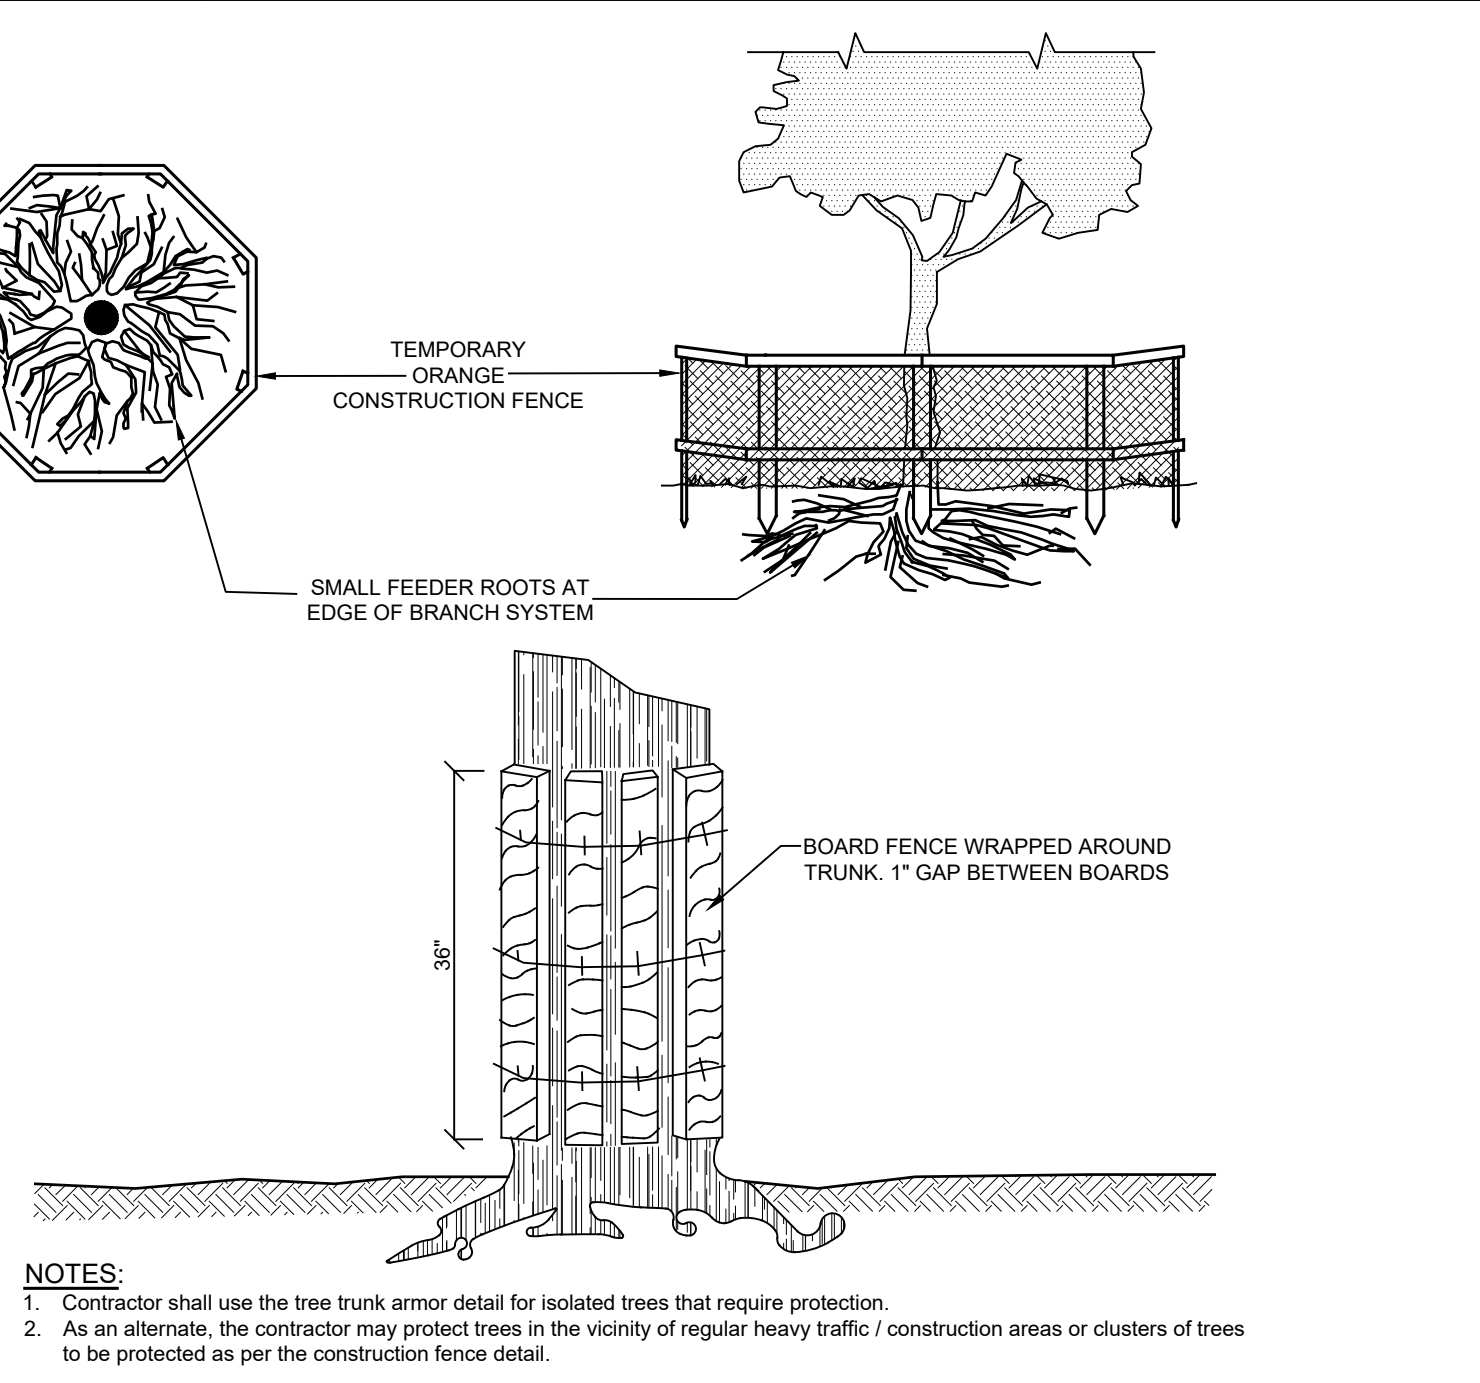 TEMPORARY
ORANGE
CONSTRUCTION FENCE
SMALL FEEDER ROOTS AT
EDGE OF BRANCH SYSTEM
BOARD FENCE WRAPPED AROUND
TRUNK. 1" GAP BETWEEN BOARDS
36"
NOTES:
1. Contractor shall use the tree trunk armor detail for isolated trees that require protection.
2. As an alternate, the contractor may protect trees in the vicinity of regular heavy traffic / construction areas or clusters of trees
to be protected as per the construction fence detail.